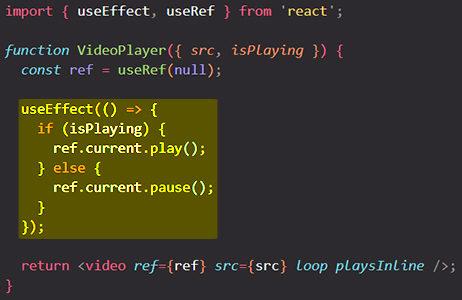 import { useEffect, useRef } from 'react';

function VideoPlayer({ src, isPlaying }) {
  const ref = useRef(null);

  useEffect(() => {
    if (isPlaying) {
      ref.current.play();
    } else {
      ref.current.pause();
    }
  });

  return <video ref={ref} src={src} loop playsInline />;
}